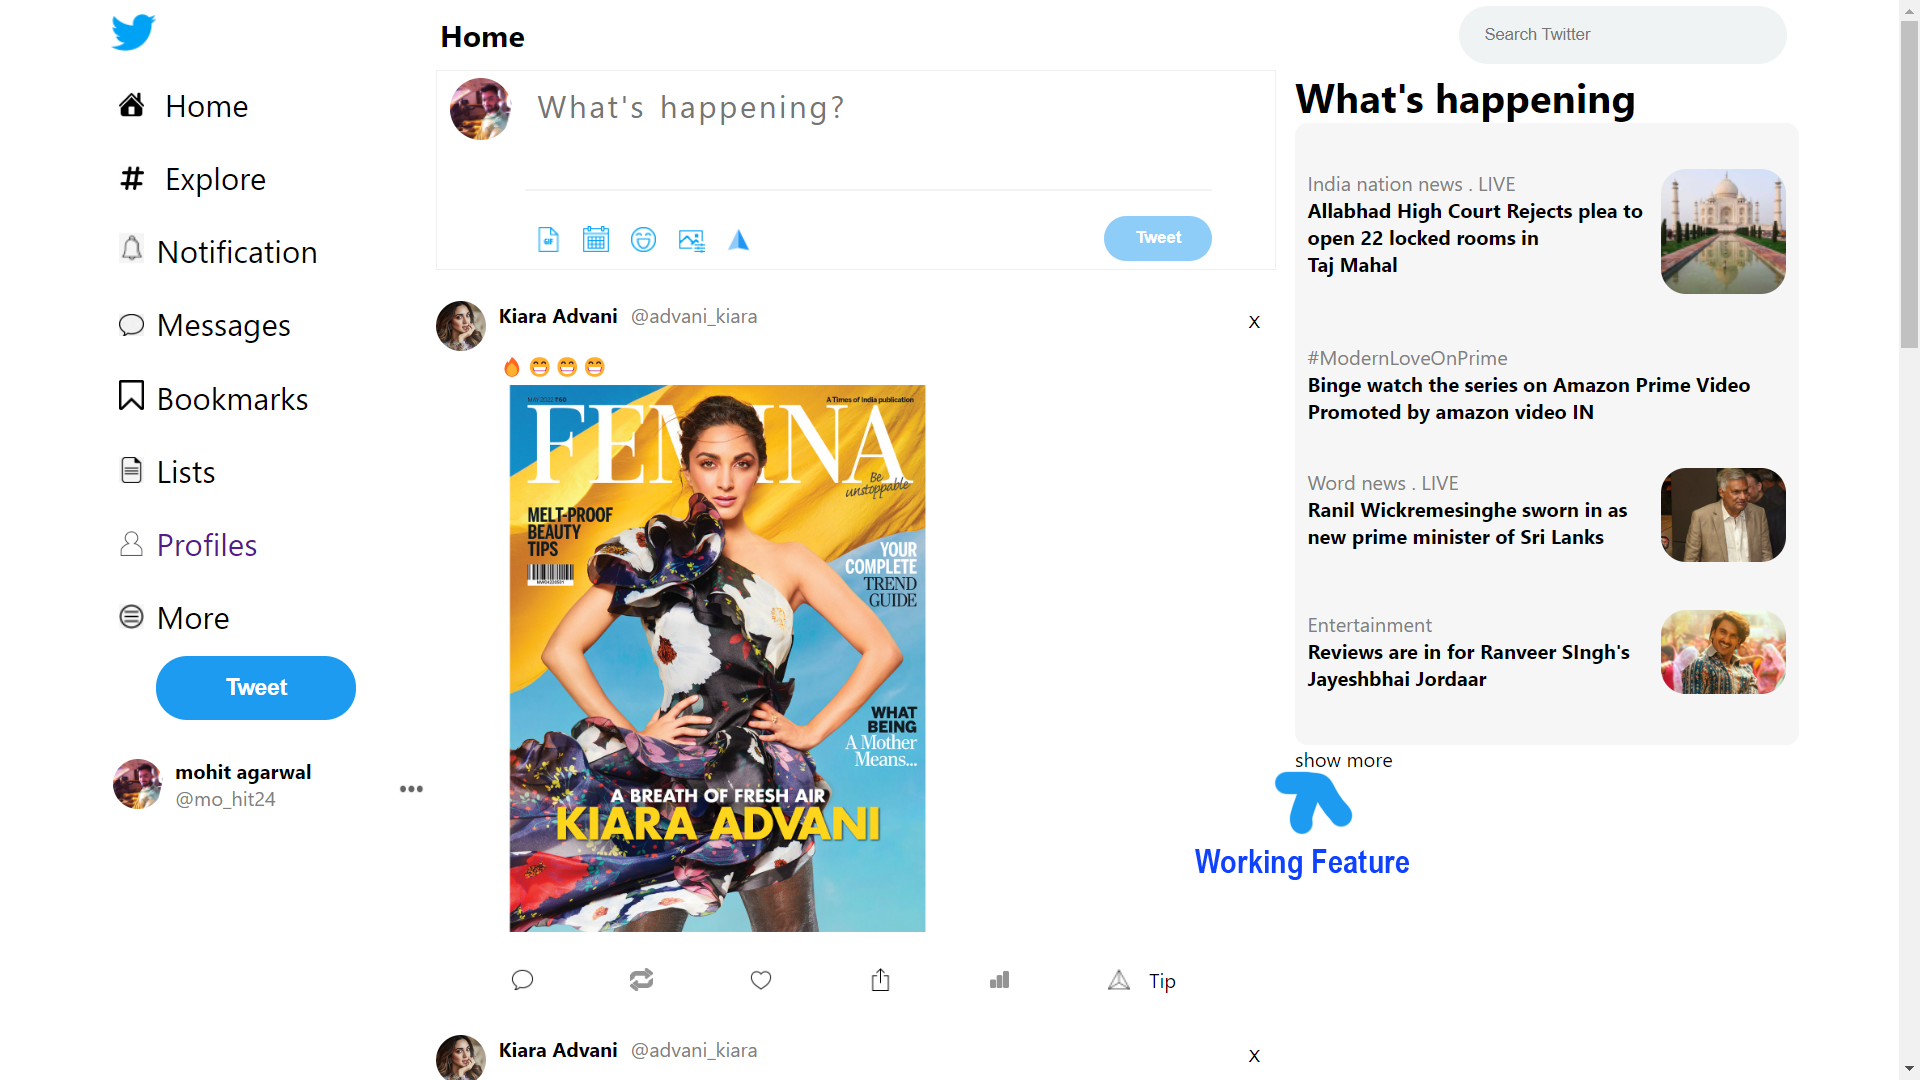 Home
Search Twitter
Home
Explore
Notification
Messages
Bookmarks
Lists
Profiles
More
Tweet
mohit agarwal
@mo_hit24
What's happening?
GIF
Tweet
Kiara Advani @advani_kiara
X
MAY 2022 ₹60
A Times of India publication
FEMINA
Be
unstoppable
MELT-PROOF
BEAUTY
TIPS
YOUR
COMPLETE
TREND
GUIDE
WHAT
BEING
A Mother
Means...
A BREATH OF FRESH AIR
KIARA ADVANI
Tip
Kiara Advani @advani_kiara
X
What's happening
India nation news . LIVE
Allabhad High Court Rejects plea to
open 22 locked rooms in
Taj Mahal
#ModernLoveOnPrime
Binge watch the series on Amazon Prime Video
Promoted by amazon video IN
Word news . LIVE
Ranil Wickremesinghe sworn in as
new prime minister of Sri Lanks
Entertainment
Reviews are in for Ranveer SIngh's
Jayeshbhai Jordaar
show more
Working Feature